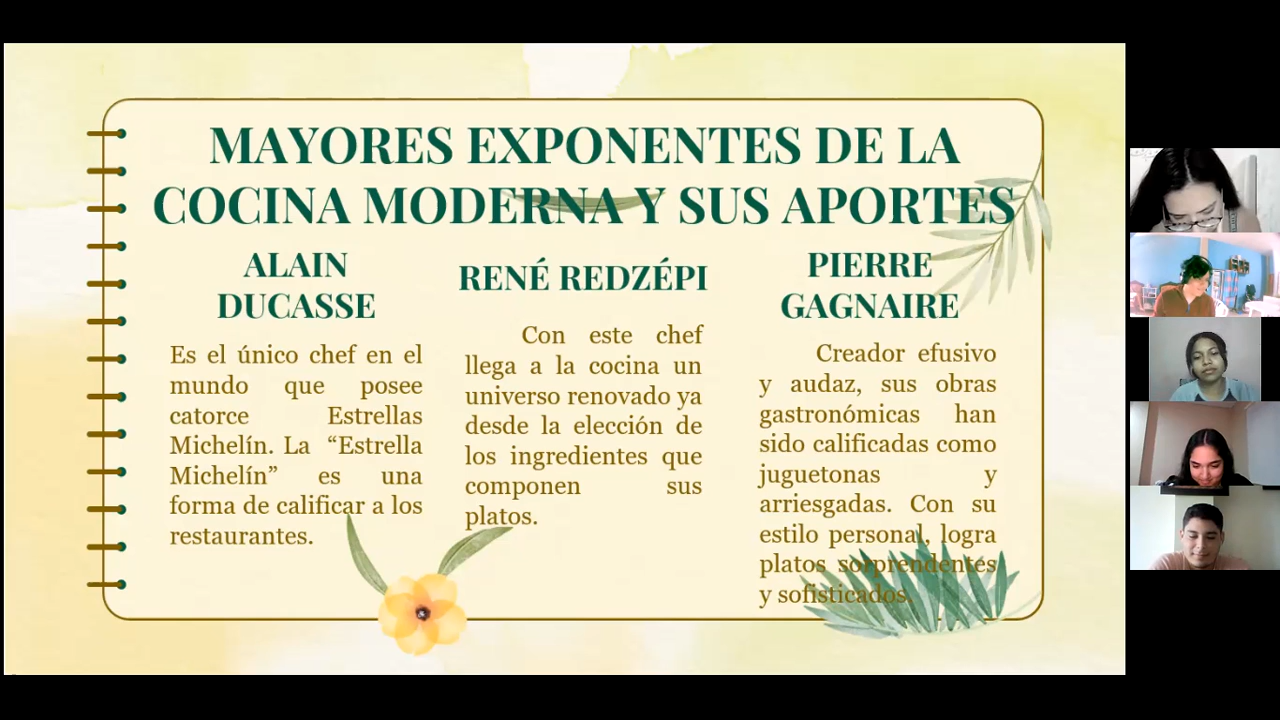 MAYORES EXPONENTES DE LA
COCINA MODERNA Y SUS APORTES
ALAIN
DUCASSE
Es el único chef en el
mundo que posee
catorce Estrellas
Michelín. La “Estrella
Michelín” es una
forma de calificar a los
restaurantes.
RENÉ REDZÉPI
Con este chef
llega a la cocina un
universo renovado ya
desde la elección de
los ingredientes que
componen sus
platos.
PIERRE
GAGNAIRE
Creador efusivo
y audaz, sus obras
gastronómicas han
sido calificadas como
juguetonas y
arriesgadas. Con su
estilo personal, logra
platos sorprendentes
y sofisticados.